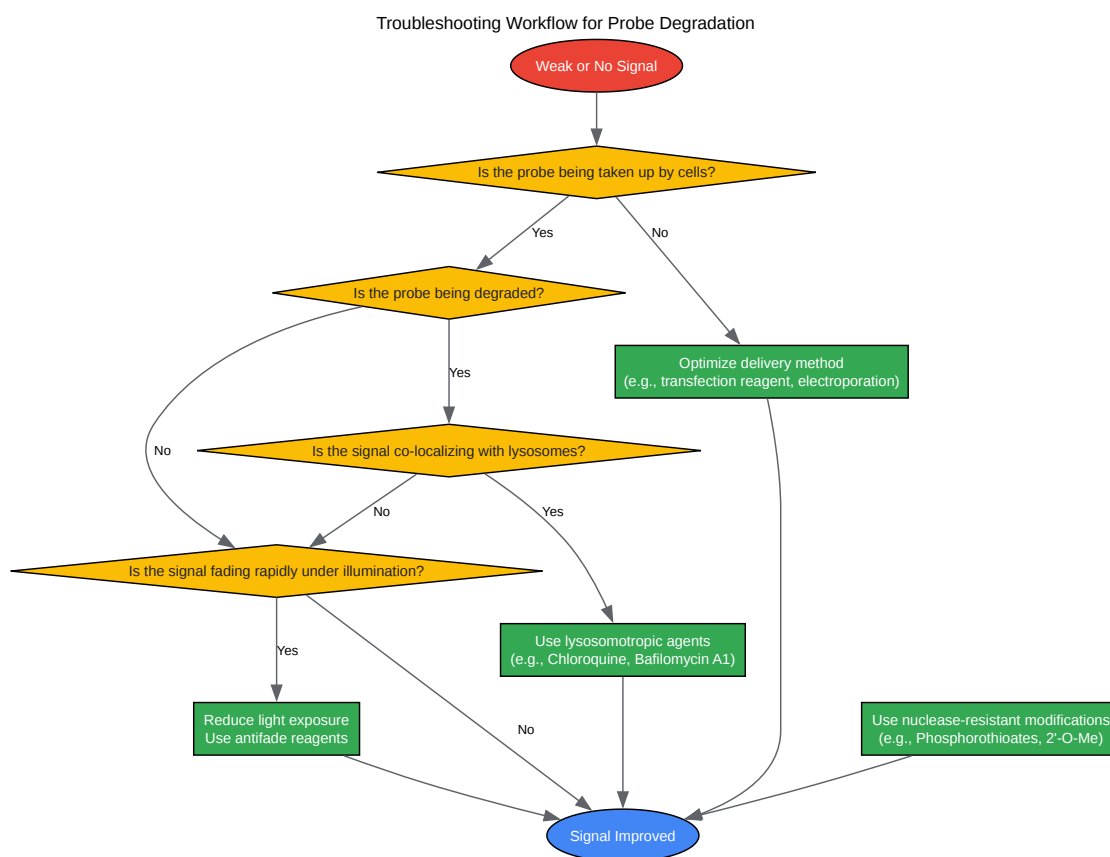 Troubleshooting Workflow for Probe Degradation
Weak or No Signal
Is the probe being taken up by cells?
Yes
No
Is the probe being degraded?
Optimize delivery method
(e.g., transfection reagent, electroporation)
Yes
No
Is the signal co-localizing with lysosomes?
No
Yes
Is the signal fading rapidly under illumination?
Use lysosomotropic agents
(e.g., Chloroquine, Bafilomycin A1)
Yes
Reduce light exposure
Use antifade reagents
No
Use nuclease-resistant modifications
(e.g., Phosphorothioates, 2'-O-Me)
Signal Improved